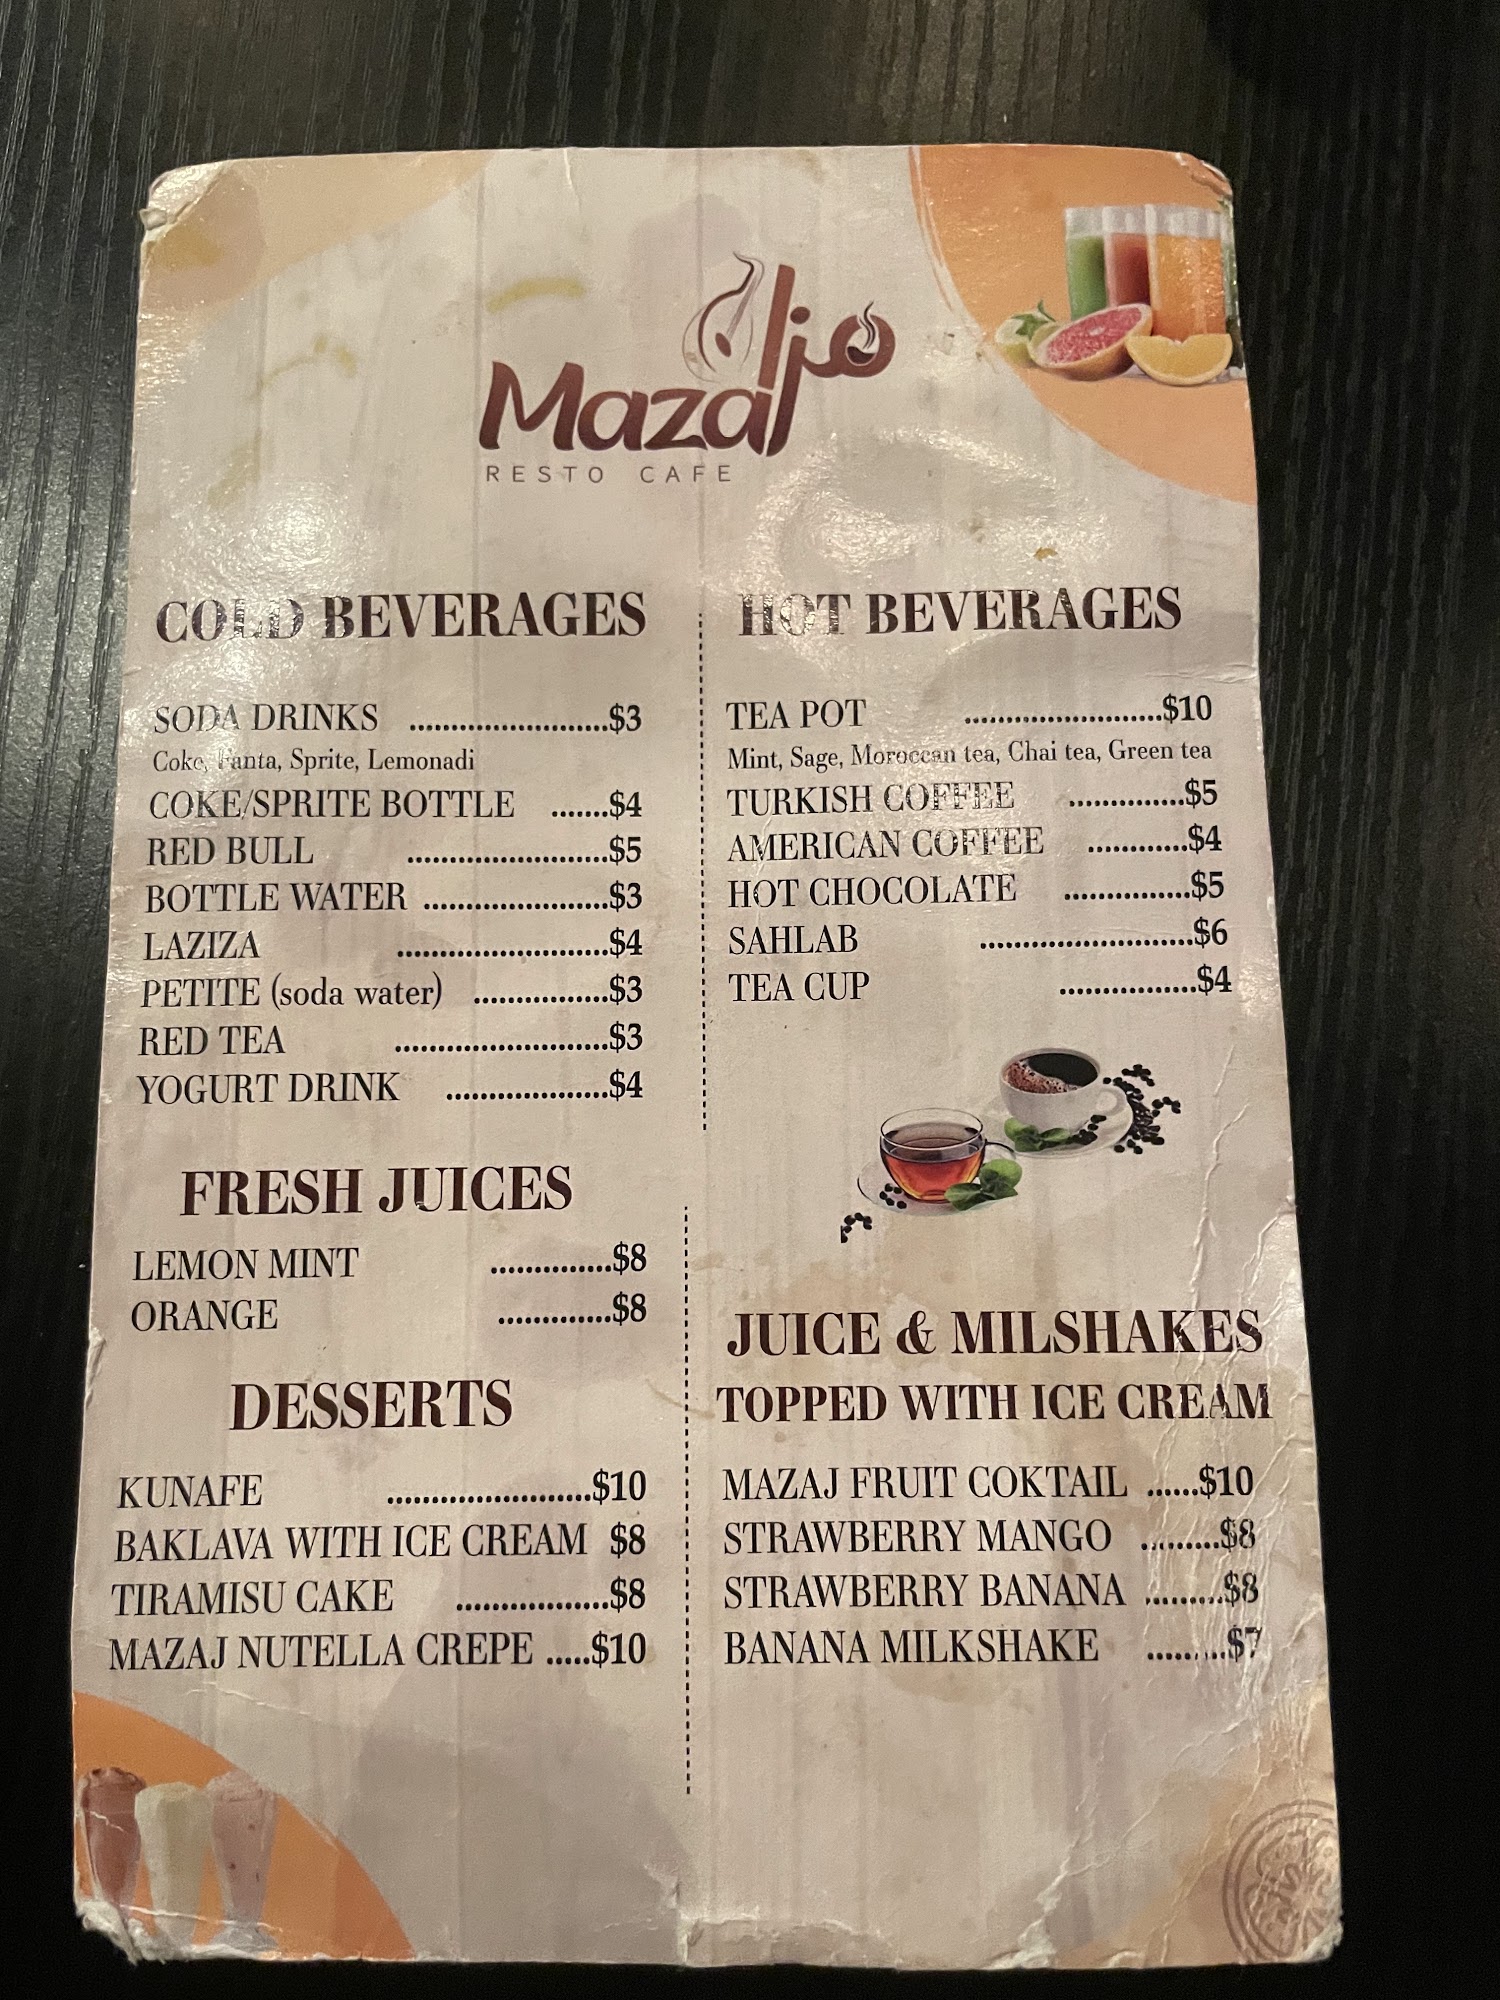 مزاج
Mazaj
RESTO CAFE
COLD BEVERAGES
SODA DRINKS ........................$3
Coke, Fanta, Sprite, Lemonadi
COKE/SPRITE BOTTLE .......$4
RED BULL ........................$5
BOTTLE WATER ......................$3
LAZIZA .........................$4
PETITE (soda water) ................$3
RED TEA .........................$3
YOGURT DRINK ...................$4
HOT BEVERAGES
TEA POT ........................$10
Mint, Sage, Moroccan tea, Chai tea, Green tea
TURKISH COFFEE ..............$5
AMERICAN COFFEE ............$4
HOT CHOCOLATE ...............$5
SAHLAB .........................$6
TEA CUP ................$4
FRESH JUICES
LEMON MINT ..............$8
ORANGE .............$8
DESSERTS
KUNAFE ........................$10
BAKLAVA WITH ICE CREAM $8
TIRAMISU CAKE ..................$8
MAZAJ NUTELLA CREPE .....$10
JUICE & MILSHAKES
TOPPED WITH ICE CREAM
MAZAJ FRUIT COKTAIL ......$10
STRAWBERRY MANGO .........$8
STRAWBERRY BANANA .........$8
BANANA MILKSHAKE .........$7